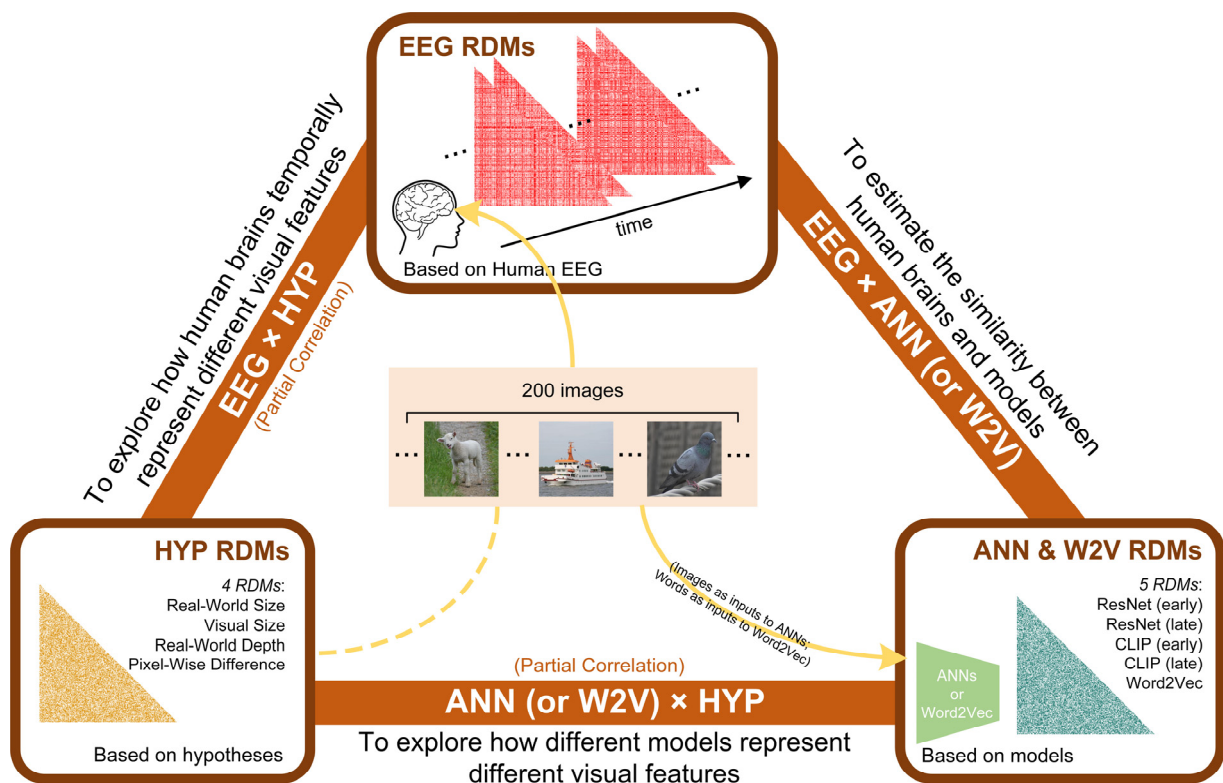 EEG RDMs
...
...
...
time
Based on Human EEG
To explore how human brains temporally
represent different visual features
EEG × HYP
(Partial Correlation)
To estimate the similarity between
human brains and models
EEG × ANN (or W2V)
200 images
... ... ... ...
HYP RDMs
4 RDMs:
Real-World Size
Visual Size
Real-World Depth
Pixel-Wise Difference
Based on hypotheses
(Images as inputs to ANNs;
Words as inputs to Word2Vec)
ANN & W2V RDMs
5 RDMs:
ResNet (early)
ResNet (late)
CLIP (early)
CLIP (late)
Word2Vec
ANNs
or
Word2Vec
Based on models
(Partial Correlation)
ANN (or W2V) × HYP
To explore how different models represent
different visual features